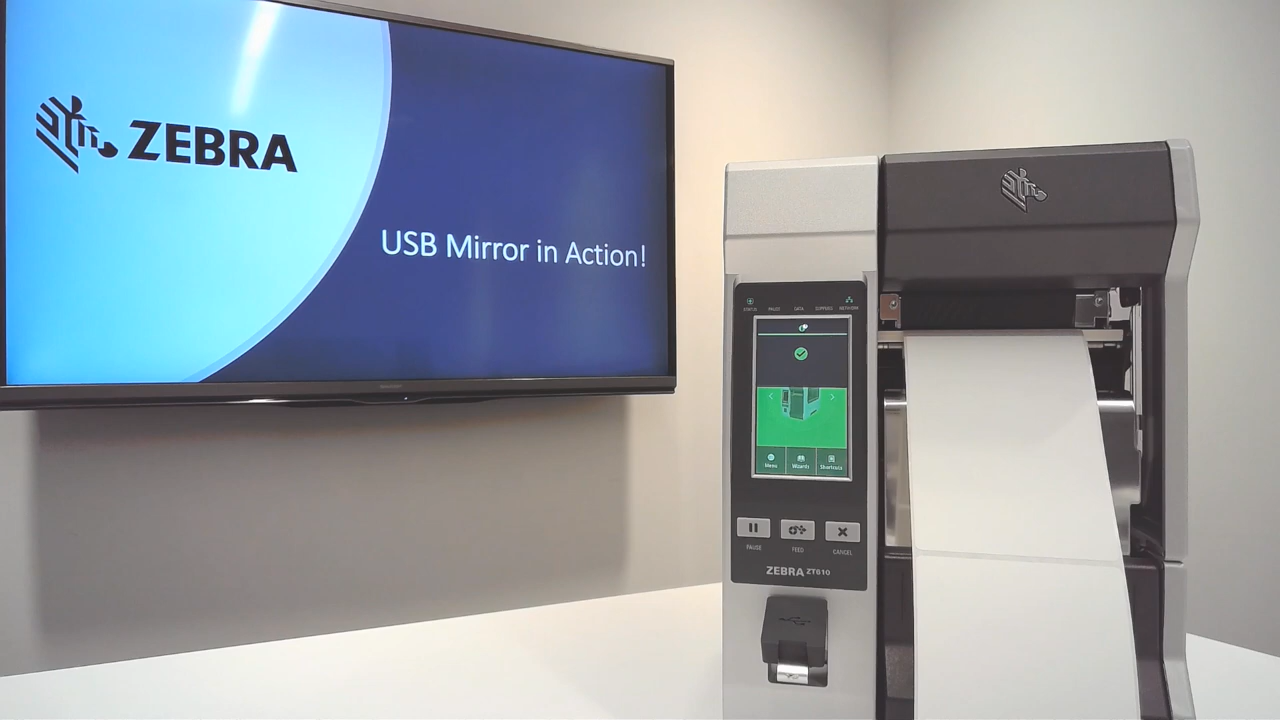 ZEBRA
USB Mirror in Action!
STATUS PAUSE DATA SUPPLIES NETWORK
Menu Wizards Shortcuts
PAUSE FEED CANCEL
ZEBRA ZT610